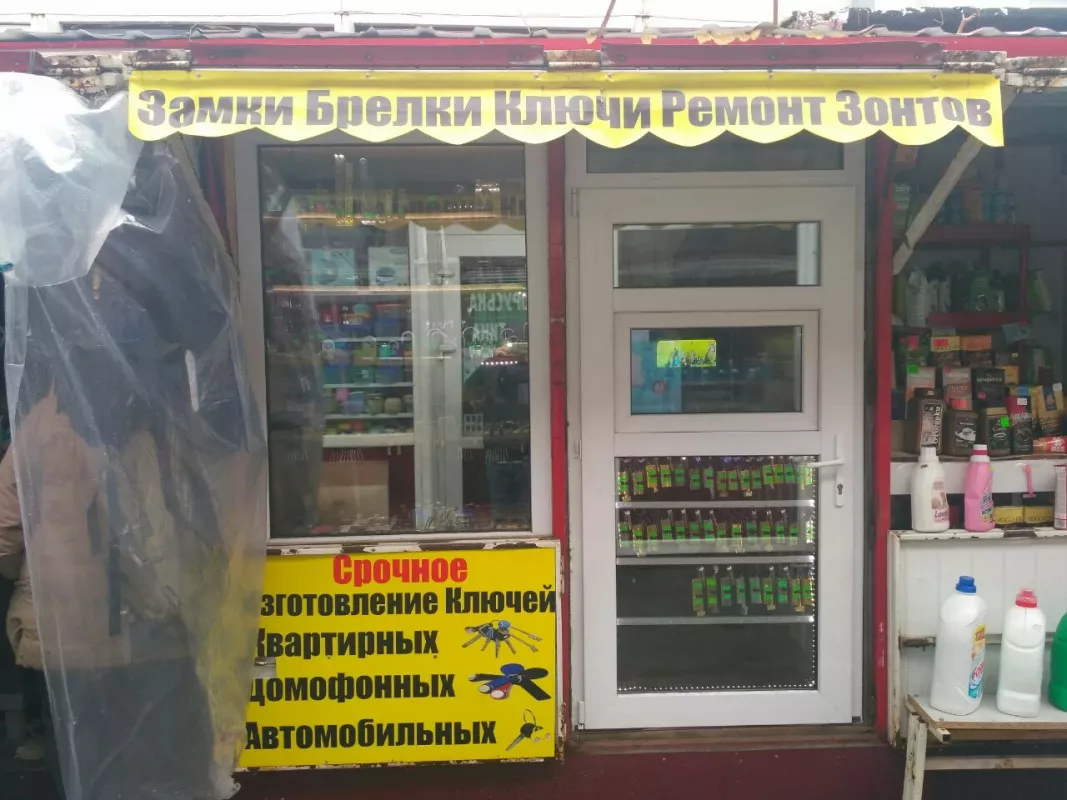 Замки Брелки Ключи Ремонт Зонтов
Срочное
зготовление Ключей
Квартирных
домофонных
Автомобильных